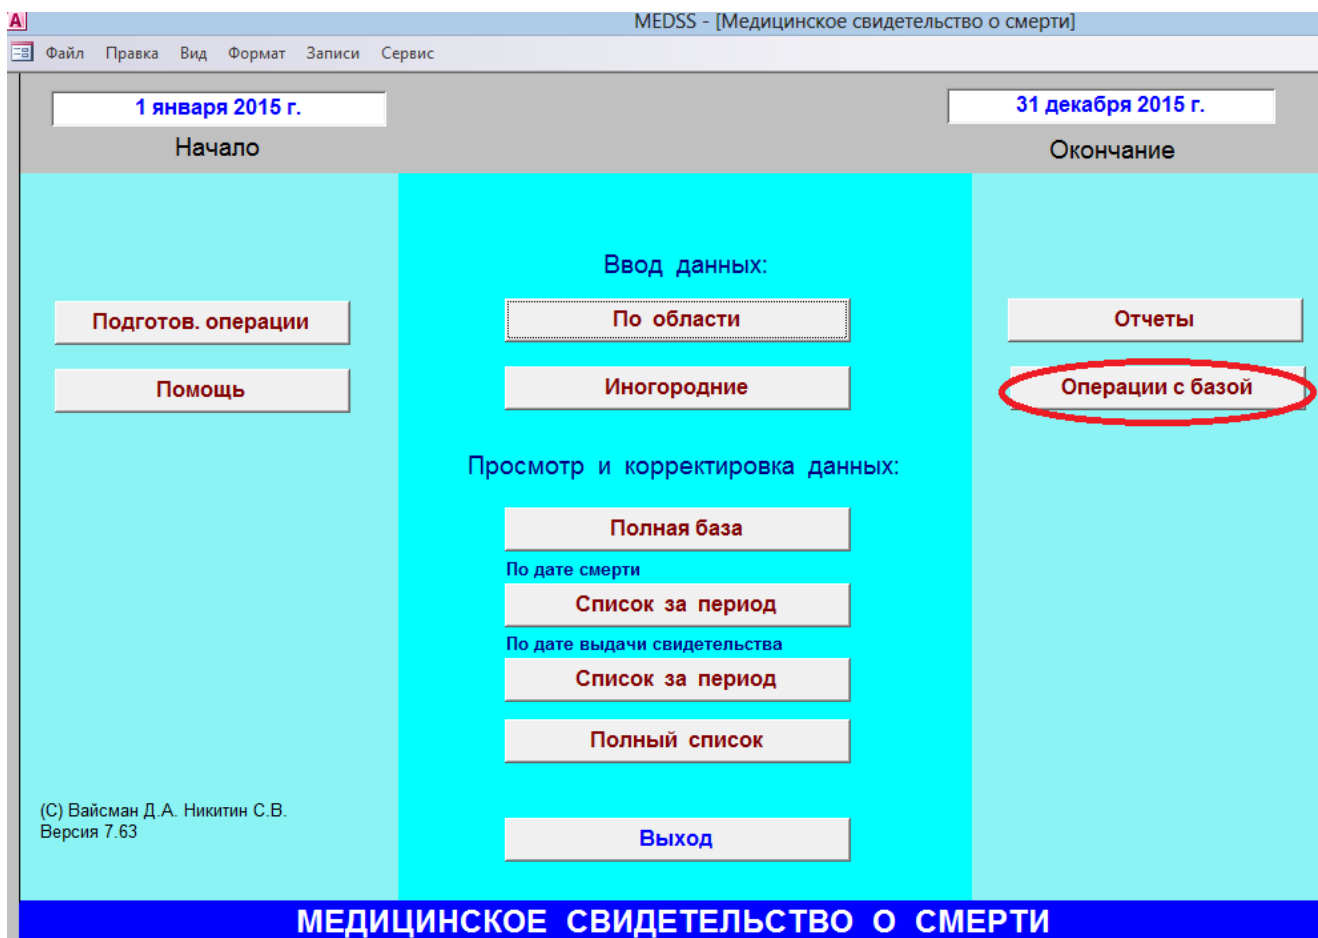 MEDSS - [Медицинское свидетельство о смерти]
Файл Правка Вид Формат Записи Сервис
1 января 2015 г.
31 декабря 2015 г.
Начало
Окончание
Ввод данных:
Подготов. операции
По области
Отчеты
Помощь
Иногородние
Операции с базой
Просмотр и корректировка данных:
Полная база
По дате смерти
Список за период
По дате выдачи свидетельства
Список за период
Полный список
(C) Вайсман Д.А. Никитин С.В.
Версия 7.63
Выход
МЕДИЦИНСКОЕ СВИДЕТЕЛЬСТВО О СМЕРТИ